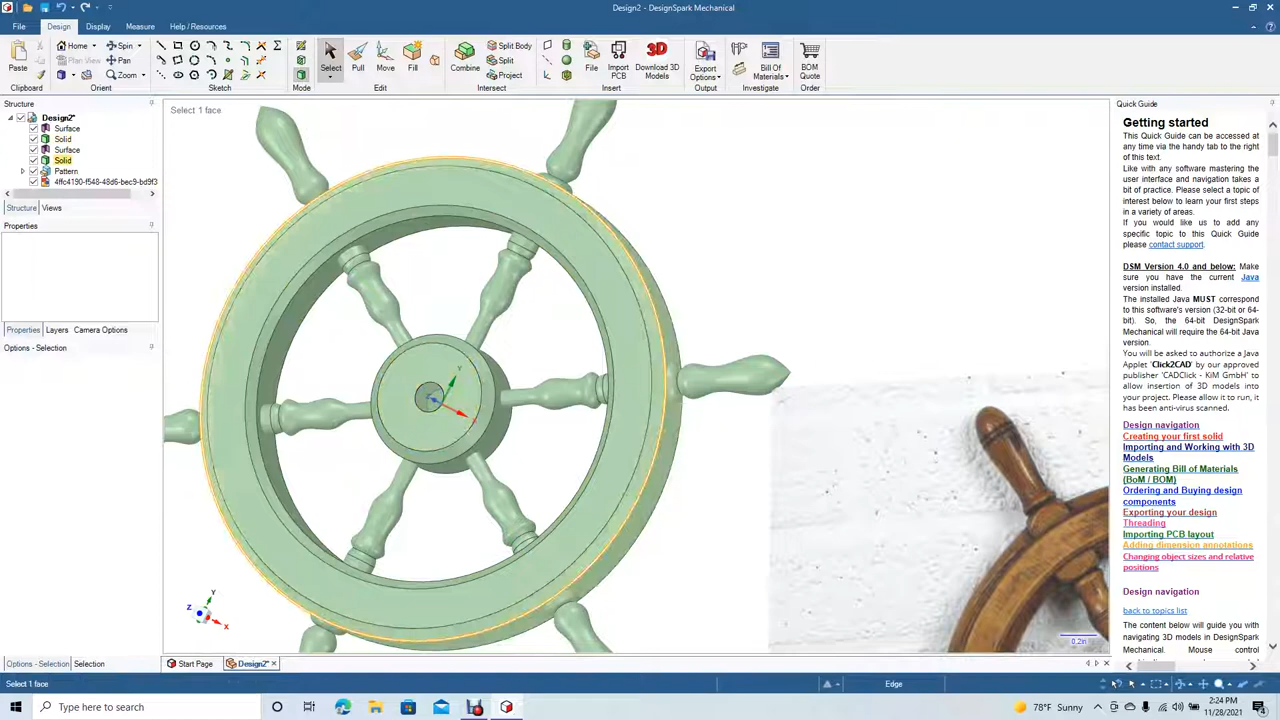 Design2 - DesignSpark Mechanical
File Design Display Measure Help / Resources
Paste
Home Spin
Plan View Pan
Zoom
Select Pull Move Fill
Combine
Split Body
Split
Project
File Import PCB Download 3D Models
3D
Export Options
Bill Of Materials
BOM Quote
Clipboard Orient Sketch Mode Edit Intersect Insert Output Investigate Order
Structure
Design2*
Surface
Solid
Surface
Solid
Pattern
4ffc4190-f548-48d6-bec9-bd9f3
Structure Views
Properties
Properties Layers Camera Options
Options - Selection
Options - Selection Selection
Select 1 face
Y
X
Z
Y
Z
X
0.2in
Start Page Design2*
Quick Guide
Getting started
This Quick Guide can be accessed at
any time via the handy tab to the right
of this text.
Like with any software mastering the
user interface and navigation takes a
bit of practice. Please select a topic of
interest below to learn your first steps
in a variety of areas.
If you would like us to add any
specific topic to this Quick Guide
please contact support.
DSM Version 4.0 and below: Make
sure you have the current Java
version installed.
The installed Java MUST correspond
to this software's version (32-bit or 64-
bit). So, the 64-bit DesignSpark
Mechanical will require the 64-bit Java
version.
You will be asked to authorize a Java
Applet 'Click2CAD' by our approved
publisher 'CADClick - KiM GmbH' to
allow insertion of 3D models into
your project. Please allow it to run, it
has been anti-virus scanned.
Design navigation
Creating your first solid
Importing and Working with 3D
Models
Generating Bill of Materials
(BoM / BOM)
Ordering and Buying design
components
Exporting your design
Threading
Importing PCB layout
Adding dimension annotations
Changing object sizes and relative
positions
Design navigation
back to topics list
The content below will guide you with
navigating 3D models in DesignSpark
Mechanical. Mouse control
Select 1 face
Edge
Type here to search
78°F Sunny
2:24 PM
11/28/2021
4